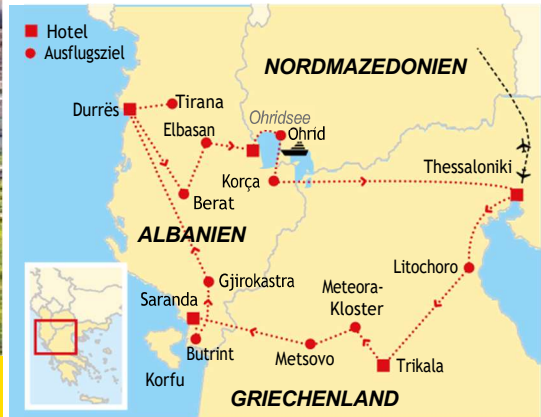 Hotel
Ausflugsziel
NORDMAZEDONIEN
Tirana
Durrës
Ohridsee
Elbasan
Ohrid
Thessaloniki
Korça
Berat
ALBANIEN
Litochoro
Gjirokastra
Meteora-
Kloster
Saranda
Butrint
Metsovo
Trikala
Korfu
GRIECHENLAND